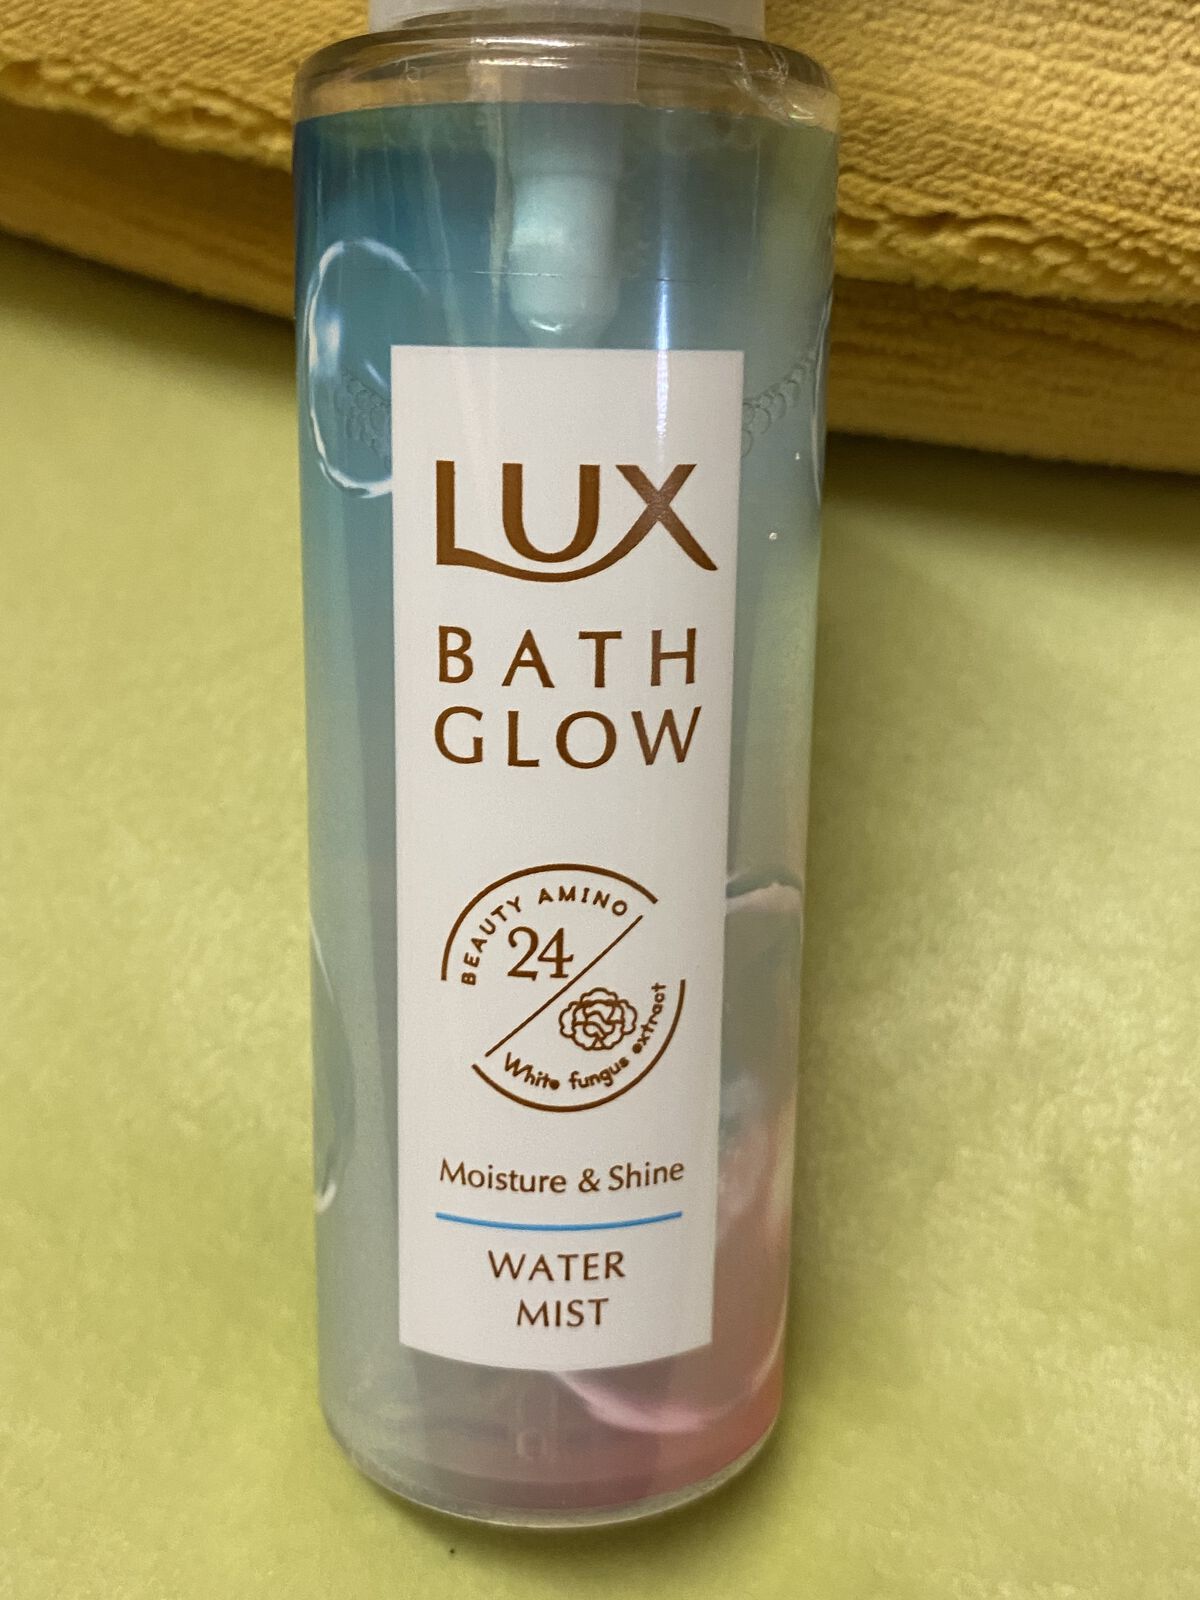 LUX
BATH
GLOW
BEAUTY AMINO
24
White fungus extract
Moisture & Shine
WATER
MIST